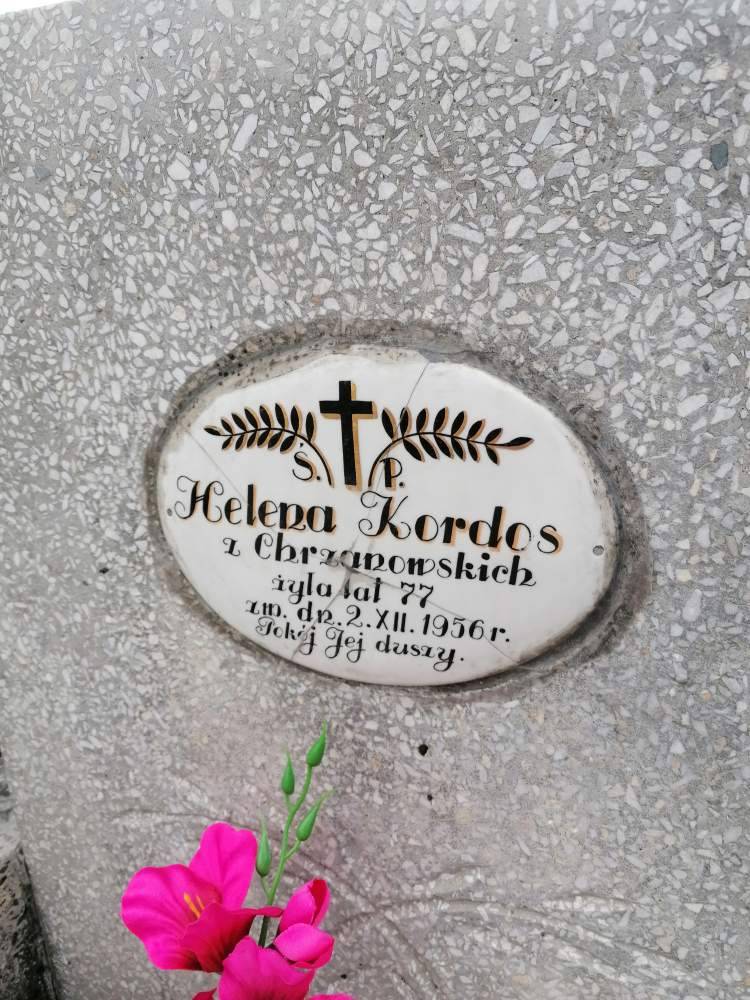 Ś. P.
Helena Kordos
z Chrzanowskich
żyła lat 77
zm. dn. 2. XII. 1956 r.
Pokój Jej duszy.